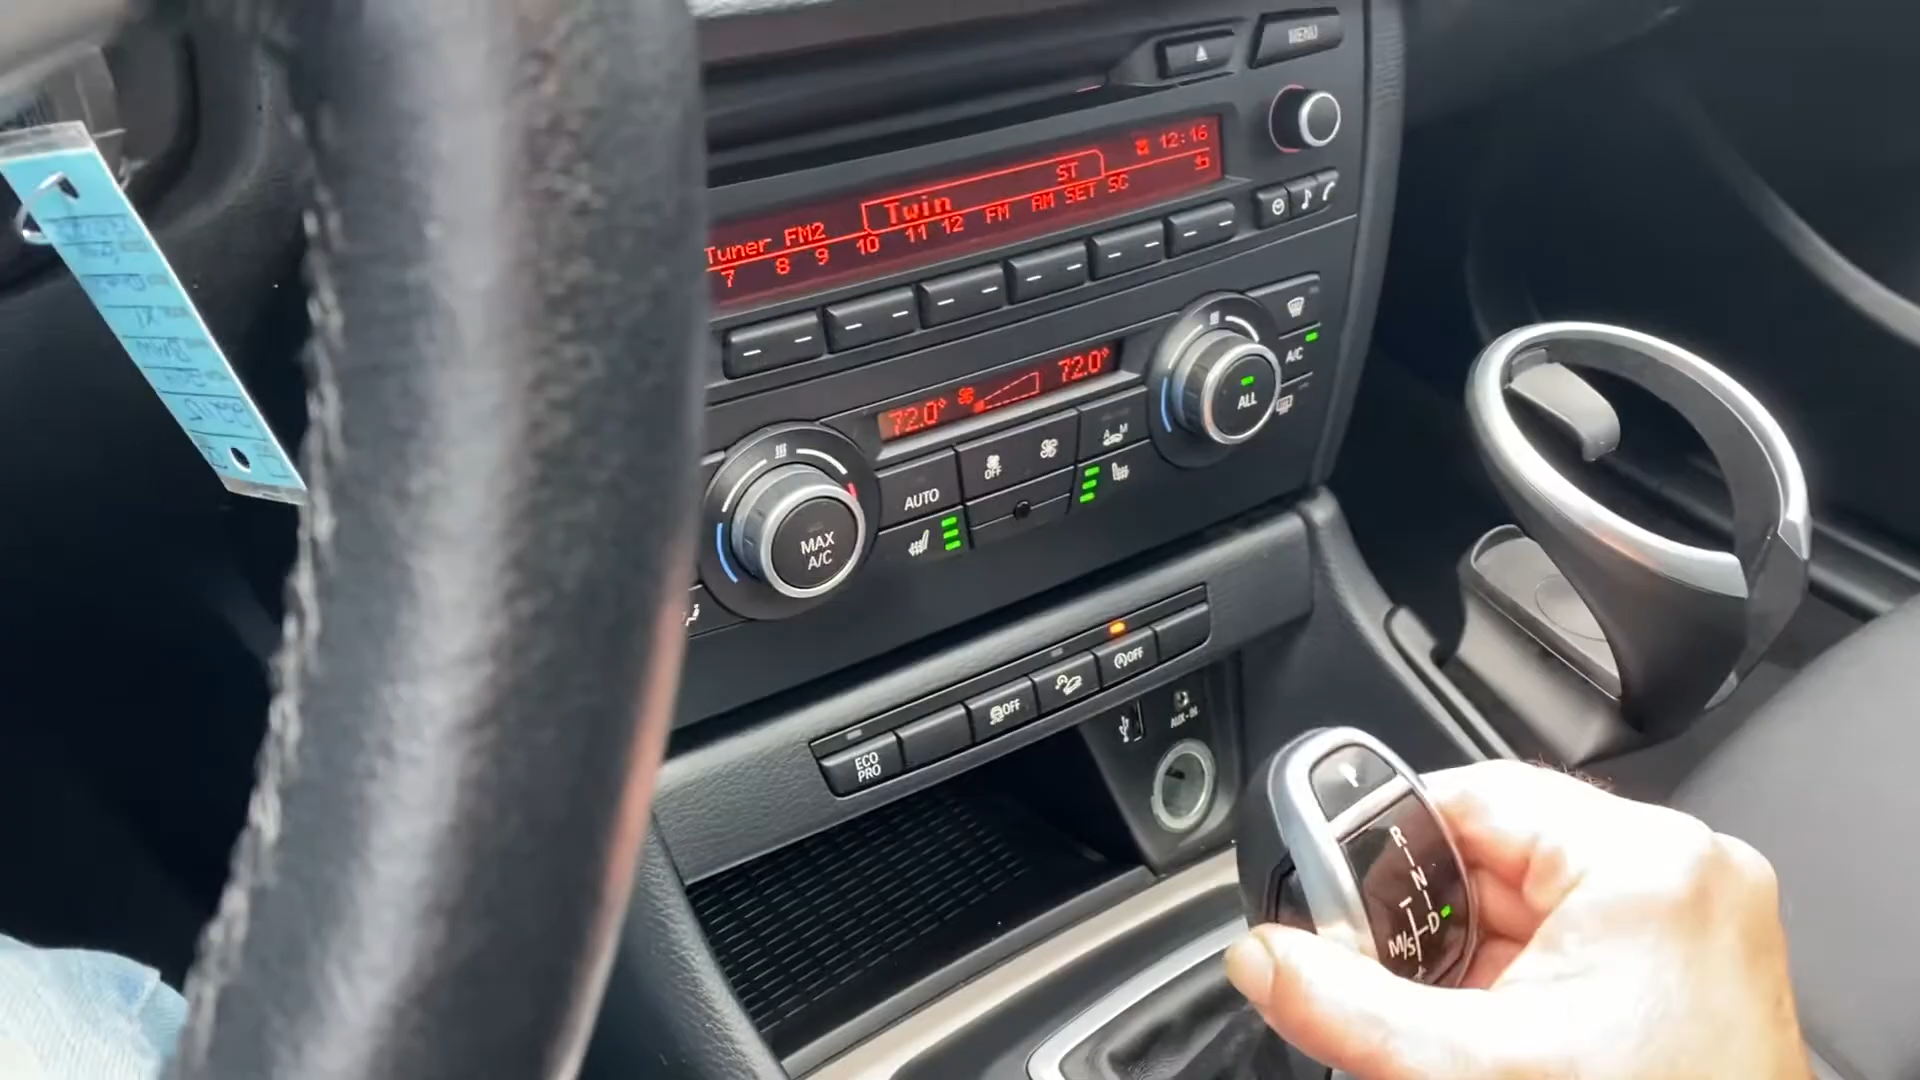 MENU
12:16
ST
Twin
Tuner FM2
7 8 9 10 11 12 FM AM SET SC
72.0° 72.0°
A/C
ALL
A M
OFF
AUTO
MAX
A/C
OFF
OFF
ECO
PRO
AUX-IN
P
R
N
D
M/S